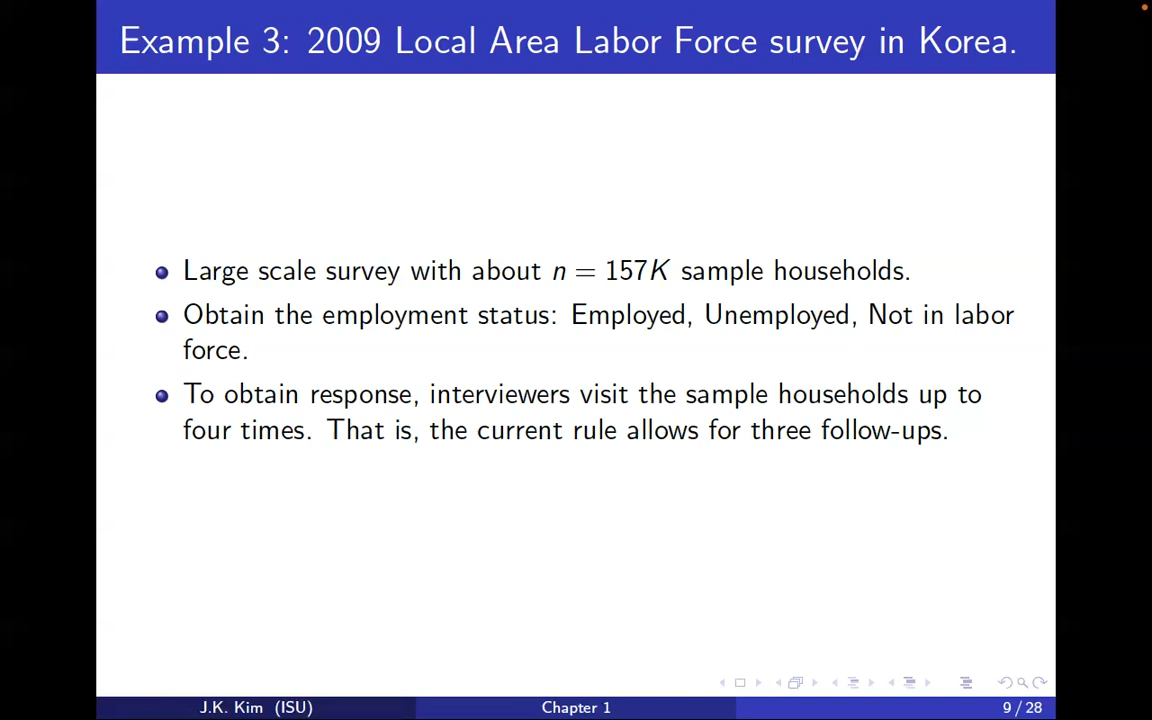 Example 3: 2009 Local Area Labor Force survey in Korea.
Large scale survey with about n = 157K sample households.
Obtain the employment status: Employed, Unemployed, Not in labor
force.
To obtain response, interviewers visit the sample households up to
four times. That is, the current rule allows for three follow-ups.
J.K. Kim (ISU) Chapter 1 9 / 28